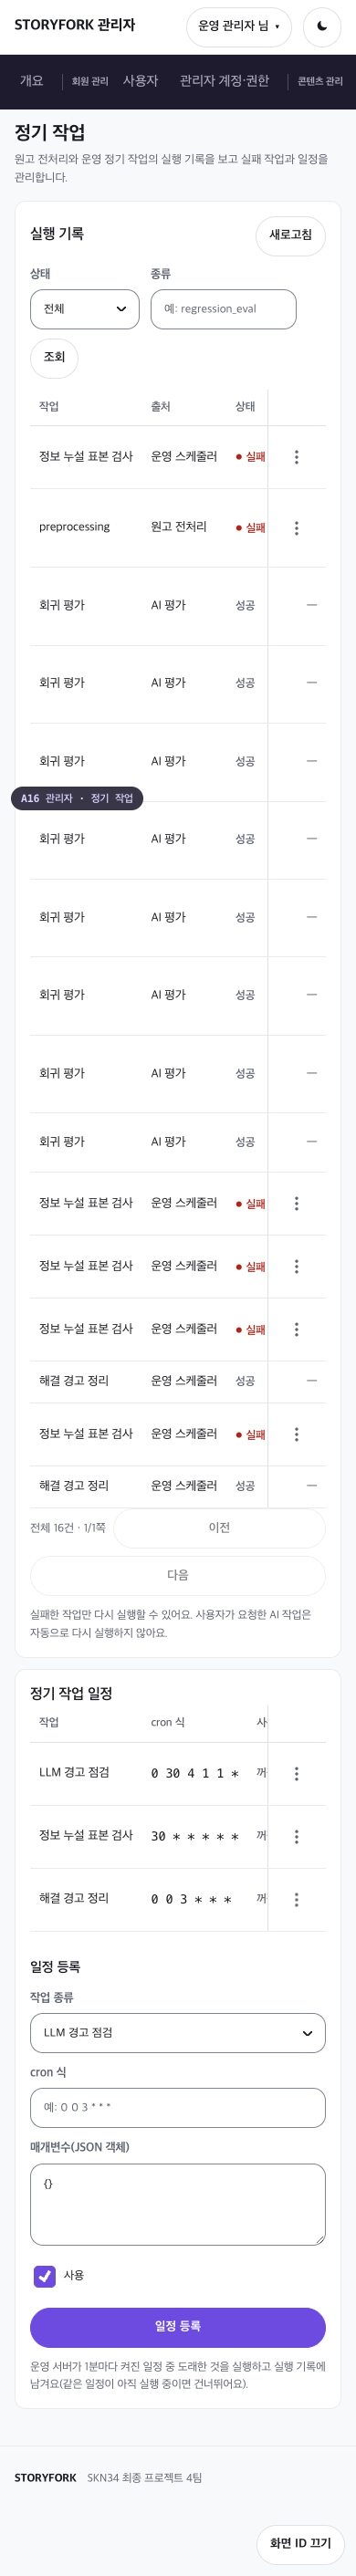 STORYFORK 관리자
운영 관리자 님 ▾
개요 회원 관리 사용자 관리자 계정·권한 콘텐츠 관리
정기 작업
원고 전처리와 운영 정기 작업의 실행 기록을 보고 실패 작업과 일정을
관리합니다.
실행 기록
새로고침
상태 종류
전체 예: regression_eval
조회
작업 출처 상태
정보 누설 표본 검사 운영 스케줄러 ● 실패
preprocessing 원고 전처리 ● 실패
회귀 평가 AI 평가 성공 —
회귀 평가 AI 평가 성공 —
회귀 평가 AI 평가 성공 —
A16 관리자 · 정기 작업
회귀 평가 AI 평가 성공 —
회귀 평가 AI 평가 성공 —
회귀 평가 AI 평가 성공 —
회귀 평가 AI 평가 성공 —
회귀 평가 AI 평가 성공 —
정보 누설 표본 검사 운영 스케줄러 ● 실패
정보 누설 표본 검사 운영 스케줄러 ● 실패
정보 누설 표본 검사 운영 스케줄러 ● 실패
해결 경고 정리 운영 스케줄러 성공 —
정보 누설 표본 검사 운영 스케줄러 ● 실패
해결 경고 정리 운영 스케줄러 성공 —
전체 16건 · 1/1쪽 이전
다음
실패한 작업만 다시 실행할 수 있어요. 사용자가 요청한 AI 작업은
자동으로 다시 실행하지 않아요.
정기 작업 일정
작업 cron 식 사
LLM 경고 점검 0 30 4 1 1 * 꺼
정보 누설 표본 검사 30 * * * * * 꺼
해결 경고 정리 0 0 3 * * * 꺼
일정 등록
작업 종류
LLM 경고 점검
cron 식
예: 0 0 3 * * *
매개변수(JSON 객체)
{}
사용
일정 등록
운영 서버가 1분마다 켜진 일정 중 도래한 것을 실행하고 실행 기록에
남겨요(같은 일정이 아직 실행 중이면 건너뛰어요).
STORYFORK SKN34 최종 프로젝트 4팀
화면 ID 끄기